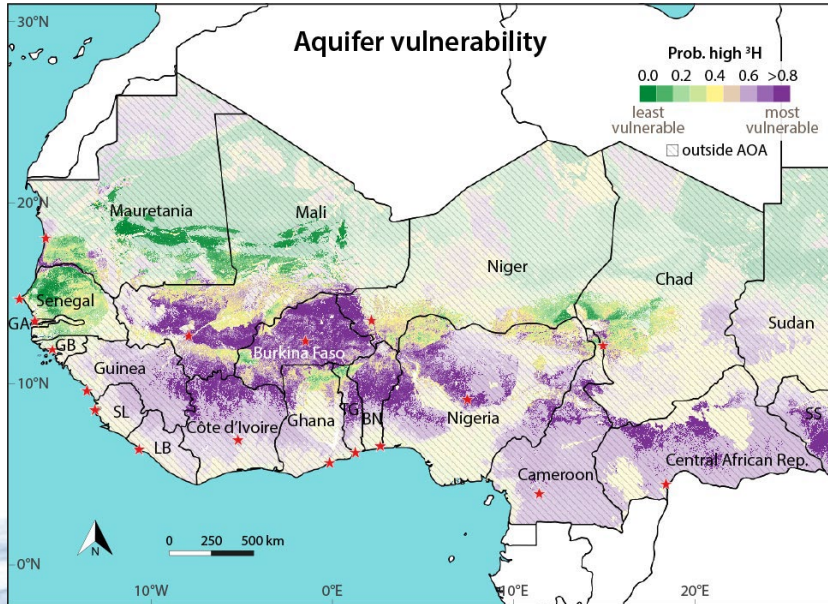 30°N
Aquifer vulnerability
Prob. high ³H
0.0 0.2 0.4 0.6 >0.8
least vulnerable
most vulnerable
outside AOA
20°N
Mauretania
Mali
Niger
Chad
Sudan
Senegal
GA
GB
Burkina Faso
10°N
Guinea
SL
LB
Côte d'Ivoire
Ghana
TG
BN
Nigeria
SS
Cameroon
Central African Rep.
N
0 250 500 km
0°N
10°W
0°E
10°E
20°E